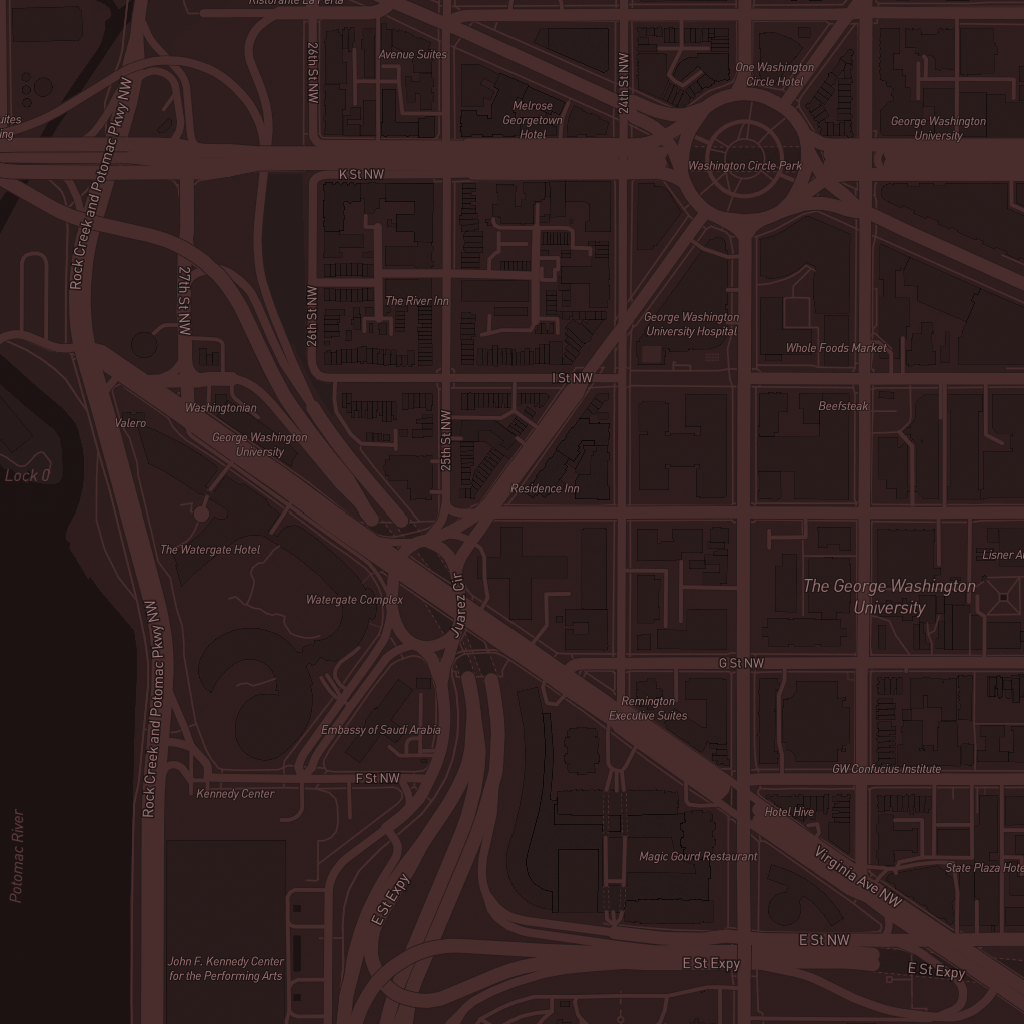 Ristorante La Perla
26th St NW
Avenue Suites
24th St NW
One Washington
Circle Hotel
Rock Creek and Potomac Pkwy NW
Melrose
Georgetown
Hotel
George Washington
University
Washington Circle Park
K St NW
27th St NW
26th St NW
The River Inn
George Washington
University Hospital
Whole Foods Market
I St NW
Washingtonian
Valero
Beefsteak
George Washington
University
25th St NW
Lock 0
Residence Inn
The Watergate Hotel
Lisner
The George Washington
University
Watergate Complex
Juarez Cir
Rock Creek and Potomac Pkwy NW
G St NW
Remington
Executive Suites
Embassy of Saudi Arabia
F St NW
GW Confucius Institute
Kennedy Center
Hotel Hive
Potomac River
Magic Gourd Restaurant
Virginia Ave NW
State Plaza
E St Expy
E St NW
John F. Kennedy Center
for the Performing Arts
E St Expy
E St Expy